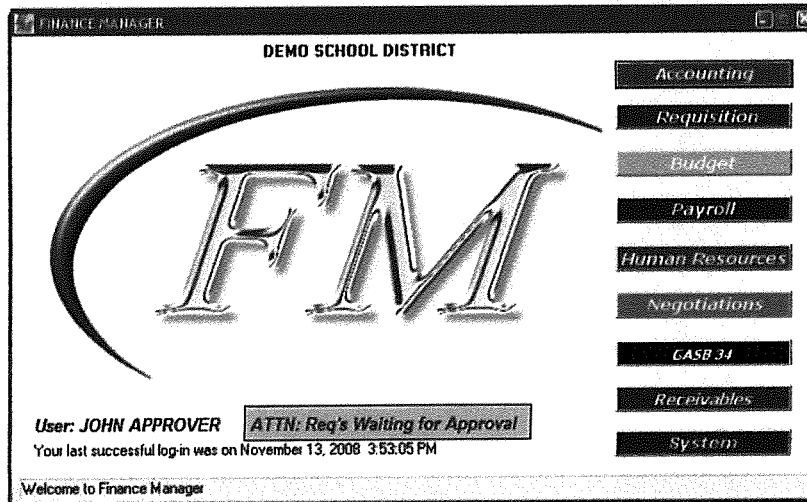 FINANCE MANAGER
DEMO SCHOOL DISTRICT
FM
Accounting
Requisition
Budget
Payroll
Human Resources
Negotiations
GASB 34
Receivables
System
User: JOHN APPROVER
ATTN: Req's Waiting for Approval
Your last successful log-in was on November 13, 2008 3:53:05 PM
Welcome to Finance Manager